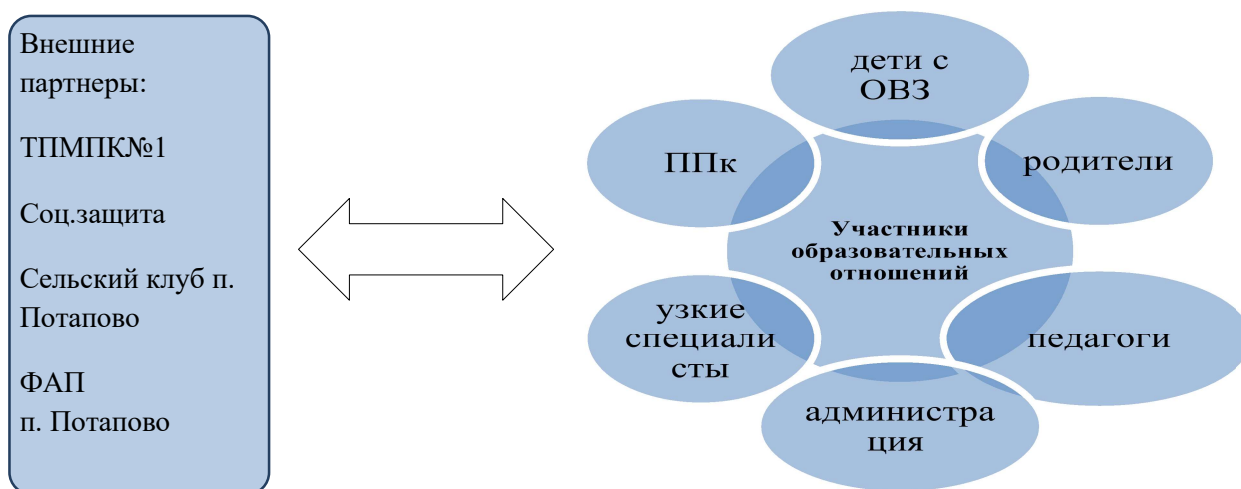 Внешние
партнеры:
ТПМПК№1
Соц.защита
Сельский клуб п.
Потапово
ФАП
п. Потапово
дети с
ОВЗ
ППк
родители
Участники
образовательных
отношений
узкие
специали
сты
педагоги
администра
ция